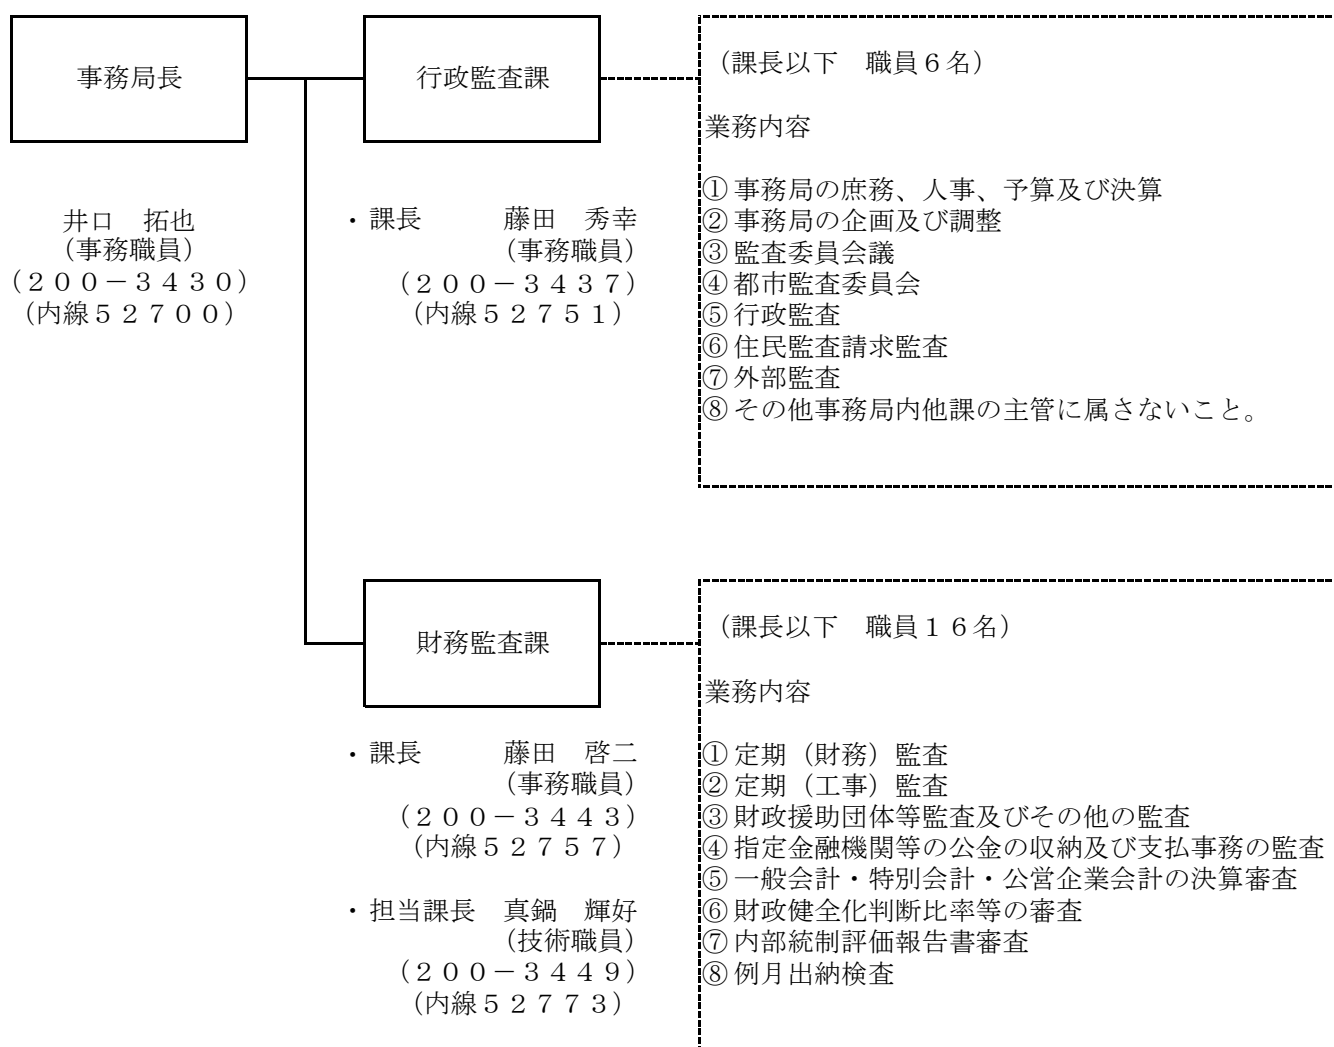 事務局長
井口　拓也
（事務職員）
（２００－３４３０）
（内線５２７００）
行政監査課
・課長　　　藤田　秀幸
（事務職員）
（２００－３４３７）
（内線５２７５１）
（課長以下　職員６名）
業務内容
①事務局の庶務、人事、予算及び決算
②事務局の企画及び調整
③監査委員会議
④都市監査委員会
⑤行政監査
⑥住民監査請求監査
⑦外部監査
⑧その他事務局内他課の主管に属さないこと。
財務監査課
・課長　　　藤田　啓二
（事務職員）
（２００－３４４３）
（内線５２７５７）
・担当課長　真鍋　輝好
（技術職員）
（２００－３４４９）
（内線５２７７３）
（課長以下　職員１６名）
業務内容
①定期（財務）監査
②定期（工事）監査
③財政援助団体等監査及びその他の監査
④指定金融機関等の公金の収納及び支払事務の監査
⑤一般会計・特別会計・公営企業会計の決算審査
⑥財政健全化判断比率等の審査
⑦内部統制評価報告書審査
⑧例月出納検査